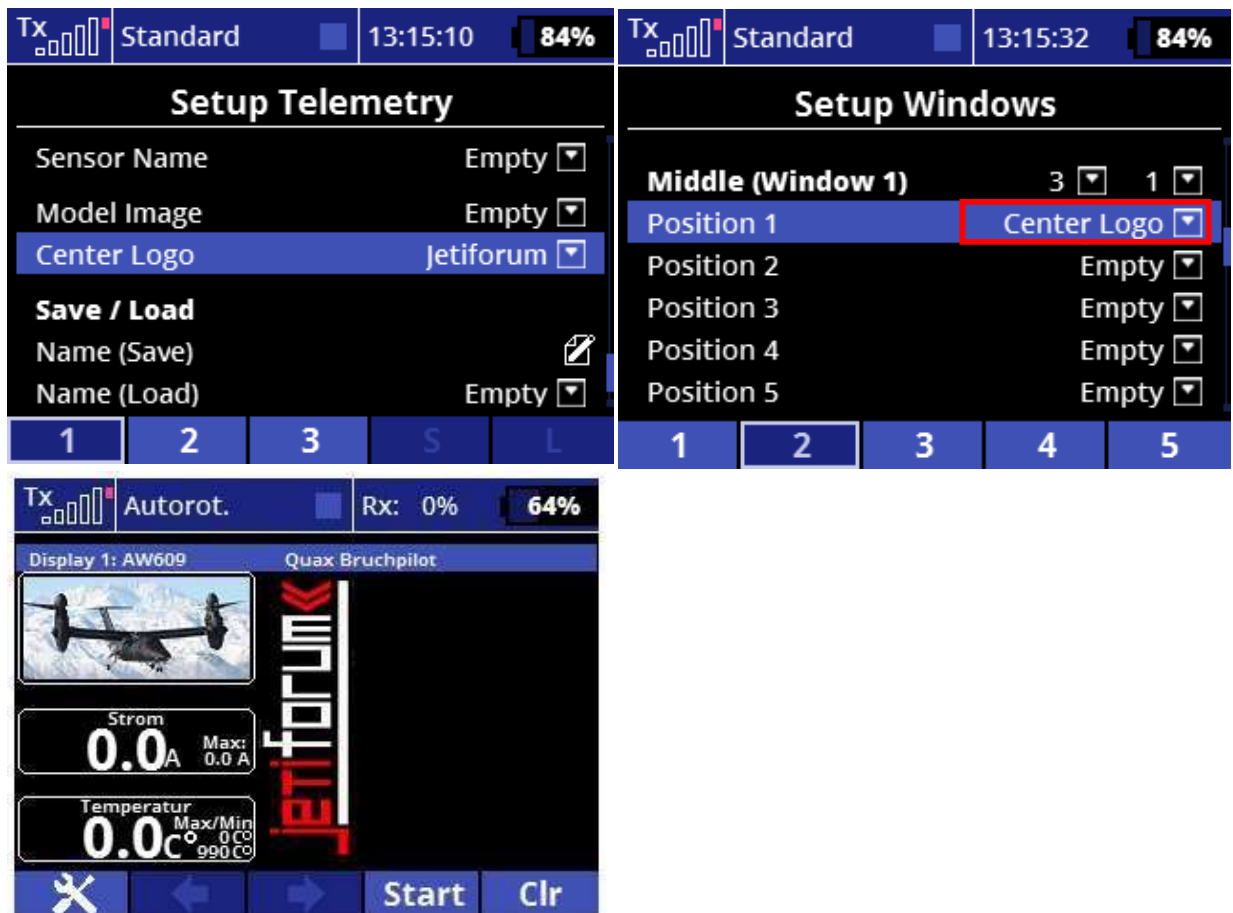 Tx Standard 13:15:10 84%
Setup Telemetry
Sensor Name Empty
Model Image Empty
Center Logo Jetiforum
Save / Load
Name (Save)
Name (Load) Empty
1 2 3 S L
Tx Standard 13:15:32 84%
Setup Windows
Middle (Window 1) 3 1
Position 1 Center Logo
Position 2 Empty
Position 3 Empty
Position 4 Empty
Position 5 Empty
1 2 3 4 5
Tx Autorot. Rx: 0% 64%
Display 1: AW609 Quax Bruchpilot
Strom
0.0A Max:
0.0 A
Temperatur
0.0C° Max/Min
0C°
990C°
jetiforum
Start Clr